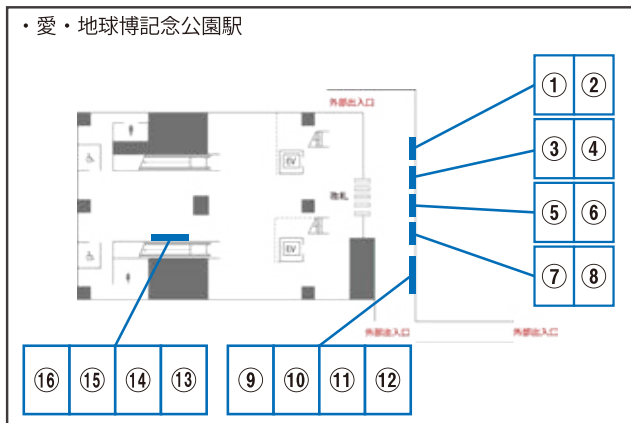 ・愛・地球博記念公園駅
外部出入口
① ②
③ ④
EV
改札
⑤ ⑥
EV
⑦ ⑧
外部出入口
外部出入口
⑯ ⑮ ⑭ ⑬
⑨ ⑩ ⑪ ⑫